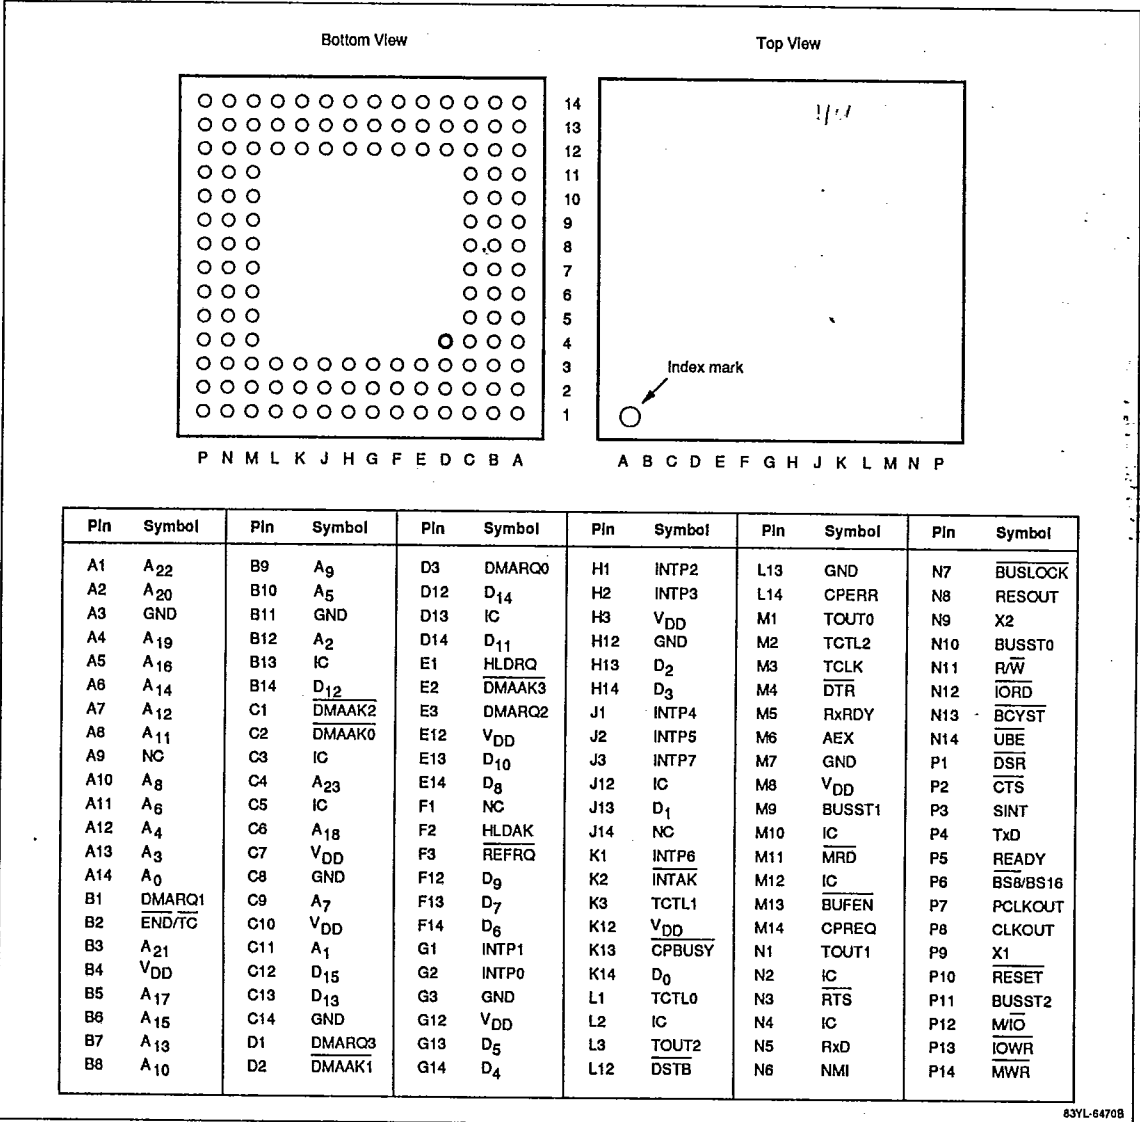 Bottom View
Top View
14
13
12
11
10
9
8
7
6
5
4
3
2
1
Index mark
P N M L K J H G F E D C B A
A B C D E F G H J K L M N P
Pin Symbol Pin Symbol Pin Symbol Pin Symbol Pin Symbol Pin Symbol
A1 A22 B9 A9 D3 DMARQ0 H1 INTP2 L13 GND N7 BUSLOCK
A2 A20 B10 A5 D12 D14 H2 INTP3 L14 CPERR N8 RESOUT
A3 GND B11 GND D13 IC H3 VDD M1 TOUT0 N9 X2
A4 A19 B12 A2 D14 D11 H12 GND M2 TCTL2 N10 BUSST0
A5 A16 B13 IC E1 HLDRQ H13 D2 M3 TCLK N11 R/W
A6 A14 B14 D12 E2 DMAAK3 H14 D3 M4 DTR N12 IORD
A7 A12 C1 DMAAK2 E3 DMARQ2 J1 INTP4 M5 RxRDY N13 BCYST
A8 A11 C2 DMAAK0 E12 VDD J2 INTP5 M6 AEX N14 UBE
A9 NC C3 IC E13 D10 J3 INTP7 M7 GND P1 DSR
A10 A8 C4 A23 E14 D8 J12 IC M8 VDD P2 CTS
A11 A6 C5 IC F1 NC J13 D1 M9 BUSST1 P3 SINT
A12 A4 C6 A18 F2 HLDAK J14 NC M10 IC P4 TxD
A13 A3 C7 VDD F3 REFRQ K1 INTP6 M11 MRD P5 READY
A14 A0 C8 GND F12 D9 K2 INTAK M12 IC P6 BS8/BS16
B1 DMARQ1 C9 A7 F13 D7 K3 TCTL1 M13 BUFEN P7 PCLKOUT
B2 END/TC C10 VDD F14 D6 K12 VDD M14 CPREQ P8 CLKOUT
B3 A21 C11 A1 G1 INTP1 K13 CPBUSY N1 TOUT1 P9 X1
B4 VDD C12 D15 G2 INTP0 K14 D0 N2 IC P10 RESET
B5 A17 C13 D13 G3 GND L1 TCTL0 N3 RTS P11 BUSST2
B6 A15 C14 GND G12 VDD L2 IC N4 IC P12 M/IO
B7 A13 D1 DMARQ3 G13 D5 L3 TOUT2 N5 RxD P13 IOWR
B8 A10 D2 DMAAK1 G14 D4 L12 DSTB N6 NMI P14 MWR
83YL-6470B